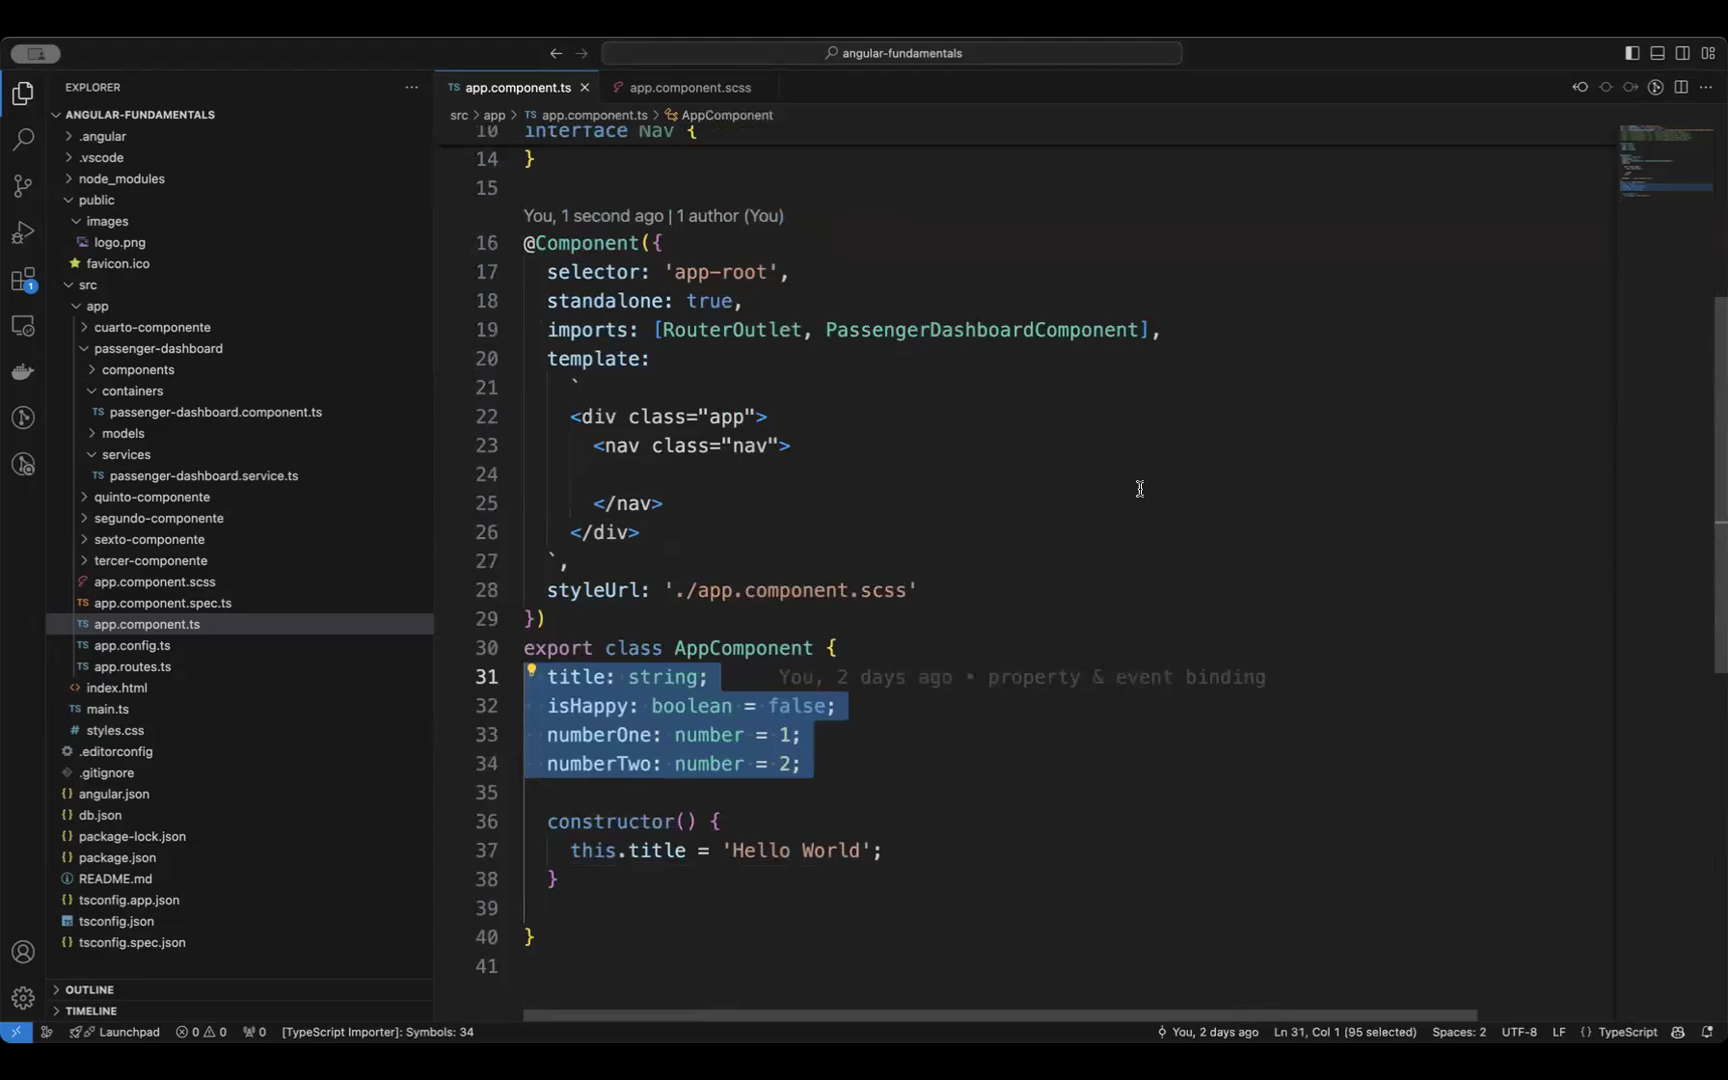 angular-fundamentals
EXPLORER
ANGULAR-FUNDAMENTALS
.angular
.vscode
node_modules
public
images
logo.png
favicon.ico
src
app
cuarto-componente
passenger-dashboard
components
containers
TS passenger-dashboard.component.ts
models
services
TS passenger-dashboard.service.ts
quinto-componente
segundo-componente
sexto-componente
tercer-componente
app.component.scss
TS app.component.spec.ts
TS app.component.ts
TS app.config.ts
TS app.routes.ts
<> index.html
TS main.ts
# styles.css
.editorconfig
.gitignore
{} angular.json
{} db.json
{} package-lock.json
{} package.json
README.md
{} tsconfig.app.json
tsconfig.json
{} tsconfig.spec.json
OUTLINE
TIMELINE
1
TS app.component.ts
app.component.scss
src > app > TS app.component.ts > AppComponent
10 interface Nav {
14 }
15
You, 1 second ago | 1 author (You)
16 @Component({
17 selector: 'app-root',
18 standalone: true,
19 imports: [RouterOutlet, PassengerDashboardComponent],
20 template:
21 `
22 <div class="app">
23 <nav class="nav">
24
25 </nav>
26 </div>
27 `,
28 styleUrl: './app.component.scss'
29 })
30 export class AppComponent {
31 title: string; You, 2 days ago • property & event binding
32 isHappy: boolean = false;
33 numberOne: number = 1;
34 numberTwo: number = 2;
35
36 constructor() {
37 this.title = 'Hello World';
38 }
39
40 }
41
Launchpad 0 0 0 [TypeScript Importer]: Symbols: 34
You, 2 days ago Ln 31, Col 1 (95 selected) Spaces: 2 UTF-8 LF {} TypeScript